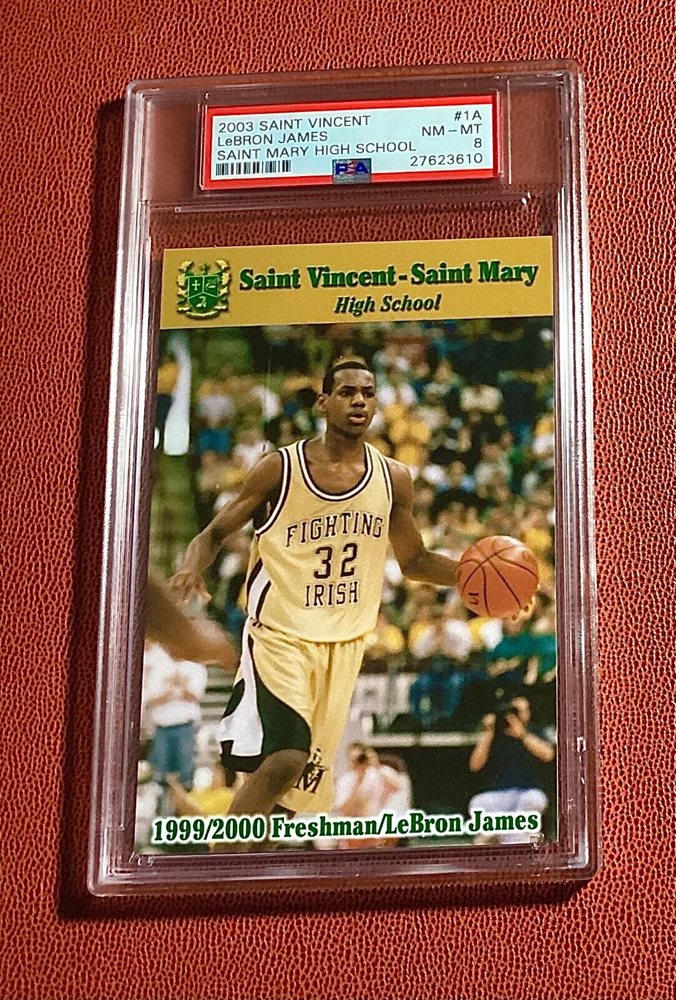 2003 SAINT VINCENT #1A
LeBRON JAMES NM-MT
SAINT MARY HIGH SCHOOL 8
PSA 27623610
Saint Vincent-Saint Mary
High School
FIGHTING
32
IRISH
1999/2000 Freshman/LeBron James